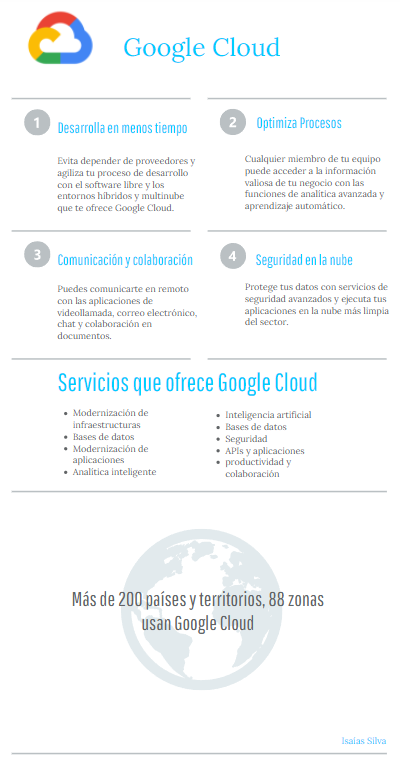 Google Cloud
1
Desarrolla en menos tiempo
Evita depender de proveedores y
agiliza tu proceso de desarrollo
con el software libre y los
entornos híbridos y multinube
que te ofrece Google Cloud.
2
Optimiza Procesos
Cualquier miembro de tu equipo
puede acceder a la información
valiosa de tu negocio con las
funciones de analítica avanzada y
aprendizaje automático.
3
Comunicación y colaboración
Puedes comunicarte en remoto
con las aplicaciones de
videollamada, correo electrónico,
chat y colaboración en
documentos.
4
Seguridad en la nube
Protege tus datos con servicios de
seguridad avanzados y ejecuta tus
aplicaciones en la nube más limpia
del sector.
Servicios que ofrece Google Cloud
• Modernización de
infraestructuras
• Bases de datos
• Modernización de
aplicaciones
• Analítica inteligente
• Inteligencia artificial
• Bases de datos
• Seguridad
• APIs y aplicaciones
• productividad y
colaboración
Más de 200 países y territorios, 88 zonas
usan Google Cloud
Isaias Silva